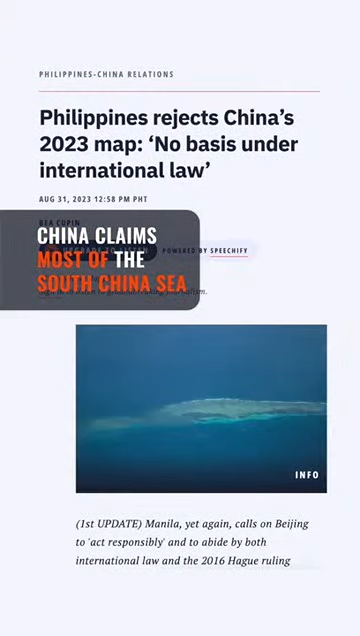 PHILIPPINES-CHINA RELATIONS
Philippines rejects China's
2023 map: 'No basis under
international law'
AUG 31, 2023 12:58 PM PHT
BEA CUPIN
CHINA CLAIMS
MOST OF THE
SOUTH CHINA SEA
POWERED BY SPEECHIFY
INFO
(1st UPDATE) Manila, yet again, calls on Beijing
to 'act responsibly' and to abide by both
international law and the 2016 Hague ruling